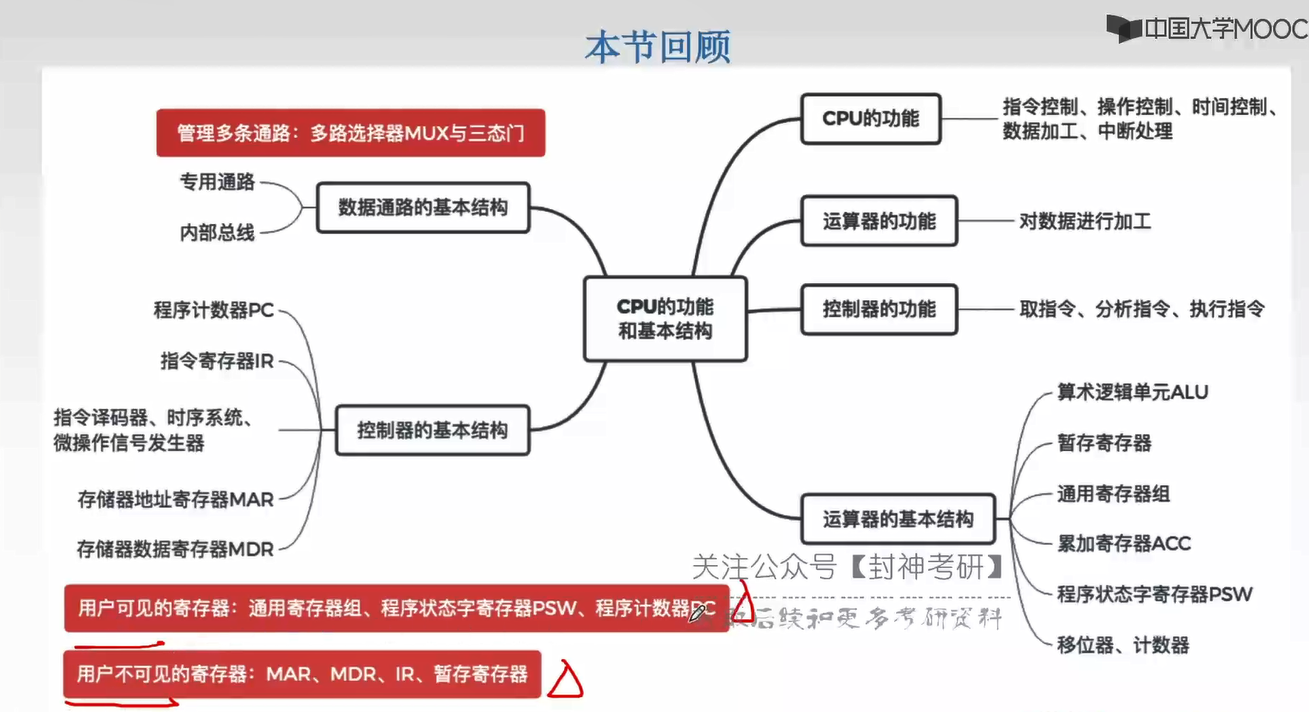 中国大学MOOC
本节回顾
管理多条通路：多路选择器MUX与三态门
专用通路
内部总线
数据通路的基本结构
程序计数器PC
指令寄存器IR
指令译码器、时序系统、
微操作信号发生器
存储器地址寄存器MAR
存储器数据寄存器MDR
控制器的基本结构
CPU的功能
和基本结构
CPU的功能
指令控制、操作控制、时间控制、
数据加工、中断处理
运算器的功能
对数据进行加工
控制器的功能
取指令、分析指令、执行指令
运算器的基本结构
算术逻辑单元ALU
暂存寄存器
通用寄存器组
累加寄存器ACC
程序状态字寄存器PSW
移位器、计数器
关注公众号【封神考研】
后续和更多考研资料
用户可见的寄存器：通用寄存器组、程序状态字寄存器PSW、程序计数器PC
用户不可见的寄存器：MAR、MDR、IR、暂存寄存器